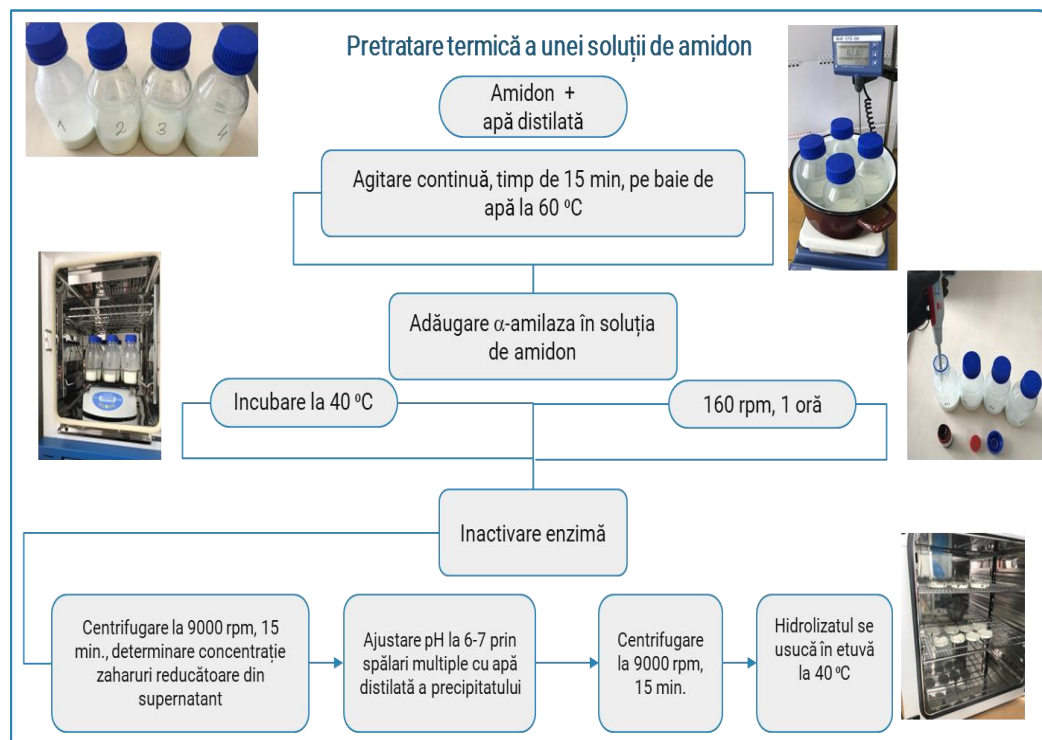 Pretratare termică a unei soluții de amidon
Amidon +
apă distilată
Agitare continuă, timp de 15 min, pe baie de
apă la 60 ⁰C
Adăugare α-amilaza în soluția
de amidon
Incubare la 40 ⁰C
160 rpm, 1 oră
Inactivare enzimă
Centrifugare la 9000 rpm, 15
min., determinare concentrație
zaharuri reducătoare din
supernatant
Ajustare pH la 6-7 prin
spălari multiple cu apă
distilată a precipitatului
Centrifugare
la 9000 rpm,
15 min.
Hidrolizatul se
usucă în etuvă
la 40 ⁰C
1
2
3
4